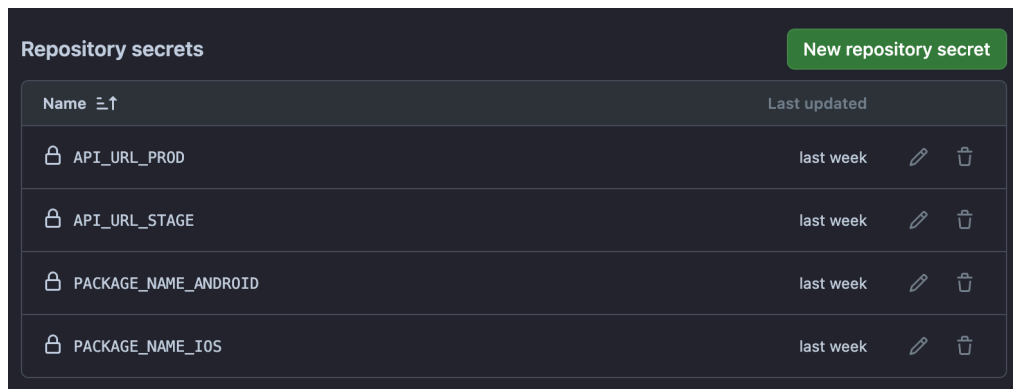 Repository secrets
New repository secret
Name
Last updated
API_URL_PROD
last week
API_URL_STAGE
last week
PACKAGE_NAME_ANDROID
last week
PACKAGE_NAME_IOS
last week